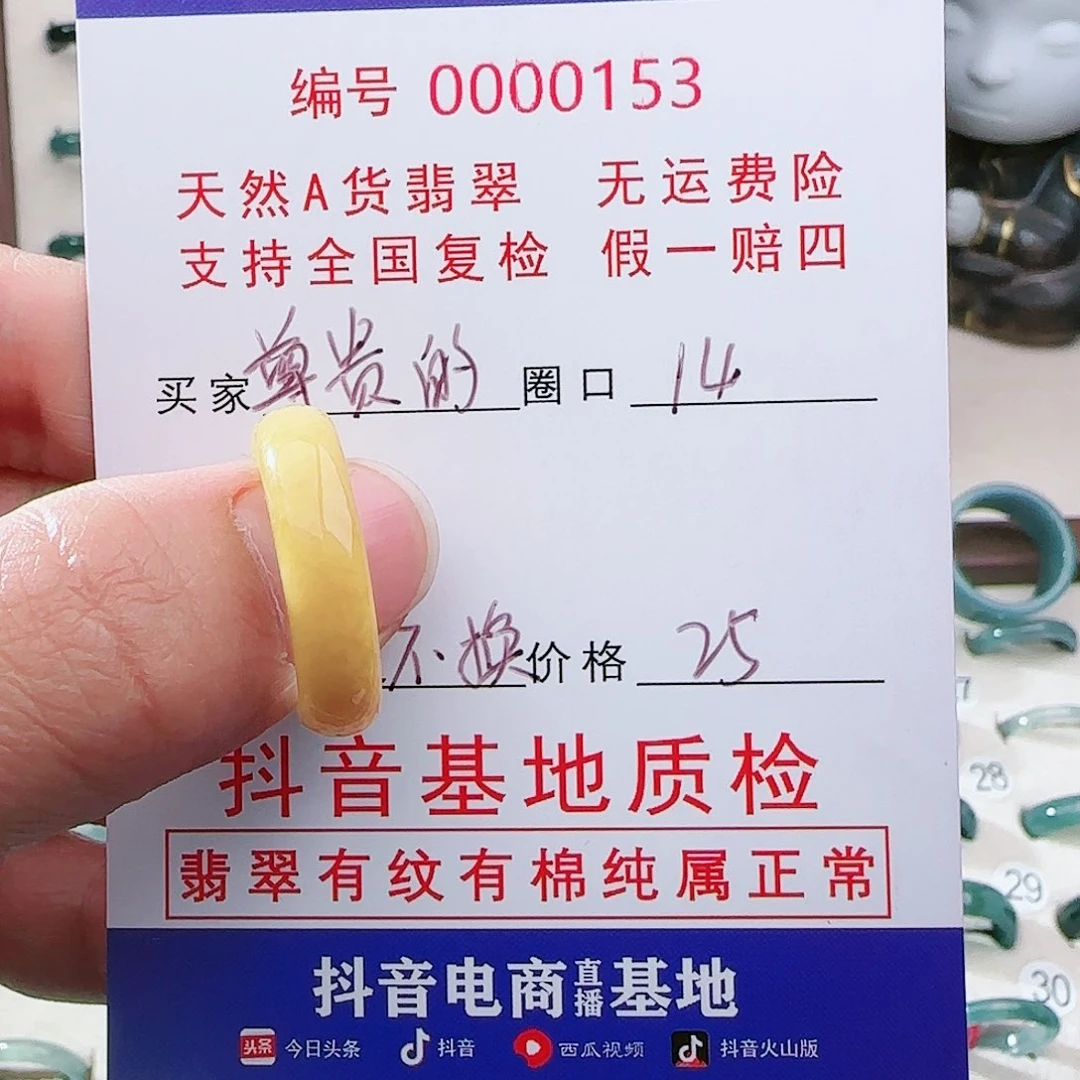 编号 0000153
天然A货翡翠 无运费险
支持全国复检 假一赔四
买家 尊贵的 圈口 14
不换 价格 25
抖音基地质检
翡翠有纹有棉纯属正常
抖音电商直播基地
头条 今日头条 抖音 西瓜视频 抖音火山版
28
29
30